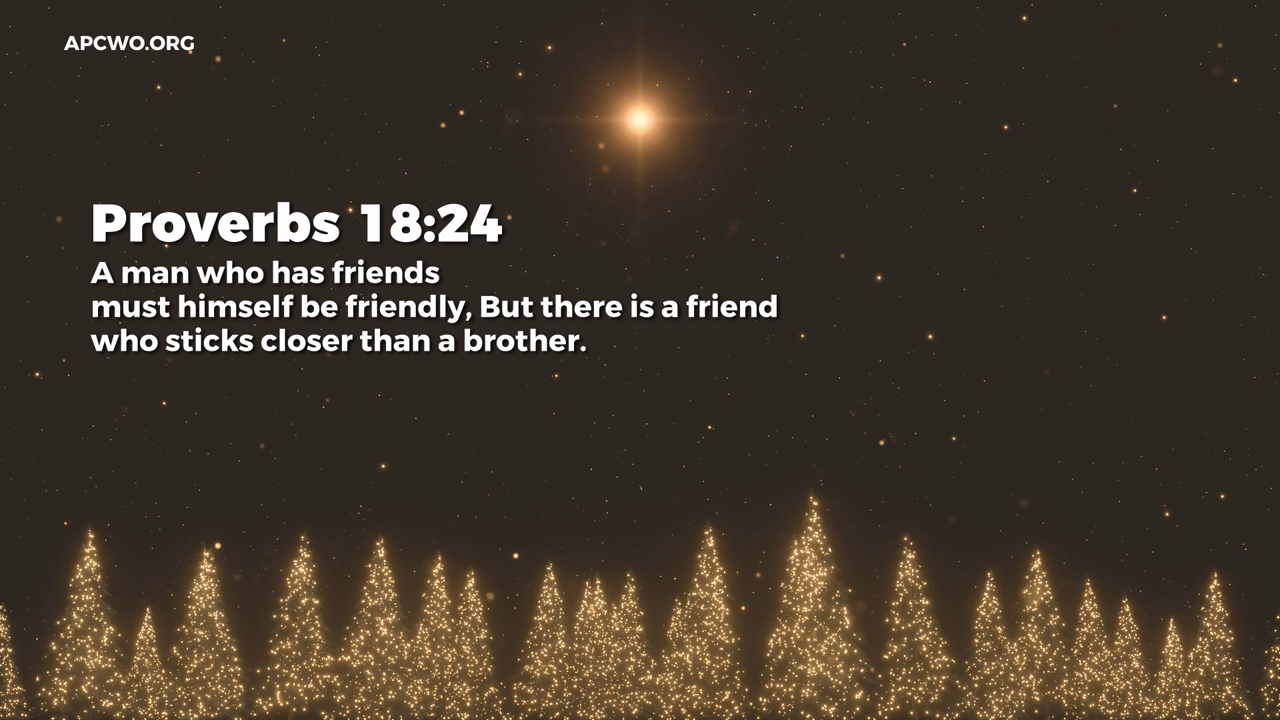 APCWO.ORG
Proverbs 18:24
A man who has friends
must himself be friendly, But there is a friend
who sticks closer than a brother.